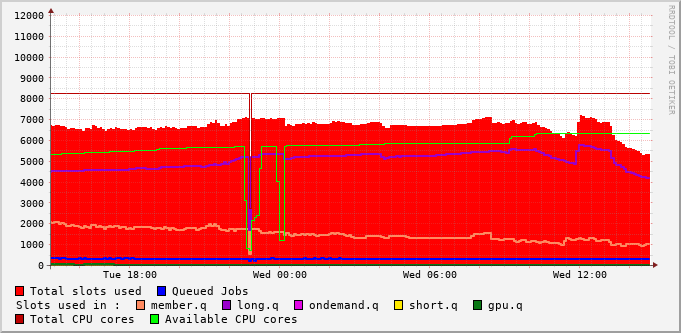 12000
11000
10000
9000
8000
7000
6000
5000
4000
3000
2000
1000
0
Tue 18:00 Wed 00:00 Wed 06:00 Wed 12:00
Total slots used Queued Jobs
Slots used in : member.q long.q ondemand.q short.q gpu.q
Total CPU cores Available CPU cores
RRDTOOL / TOBI OETIKER